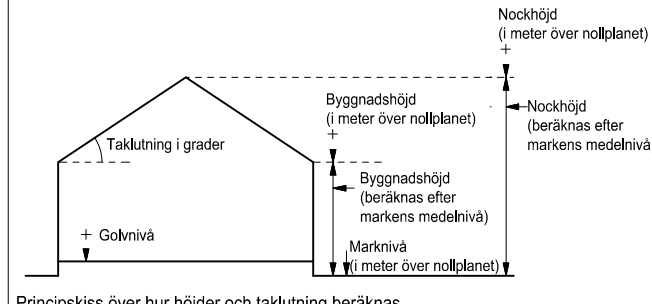 Nockhöjd
(i meter över nollplanet)
+
Byggnadshöjd
(i meter över nollplanet)
+
Nockhöjd
(beräknas efter
markens medelnivå
Taklutning i grader
Byggnadshöjd
(beräknas efter
markens medelnivå)
+ Golvnivå
Marknivå
(i meter över nollplanet)
Principskiss över hur höjder och taklutning beräknas